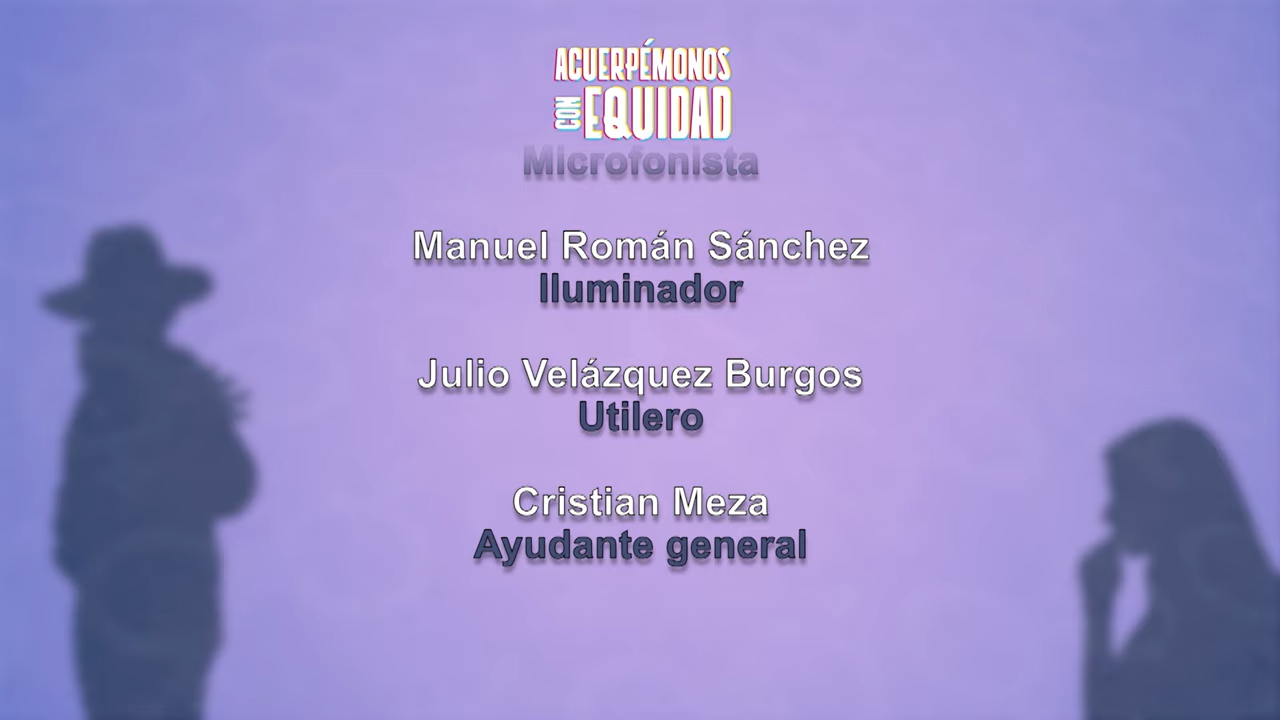 ACUERPÉMONOS
CON EQUIDAD
Microfonista
Manuel Román Sánchez
Iluminador
Julio Velázquez Burgos
Utilero
Cristian Meza
Ayudante general